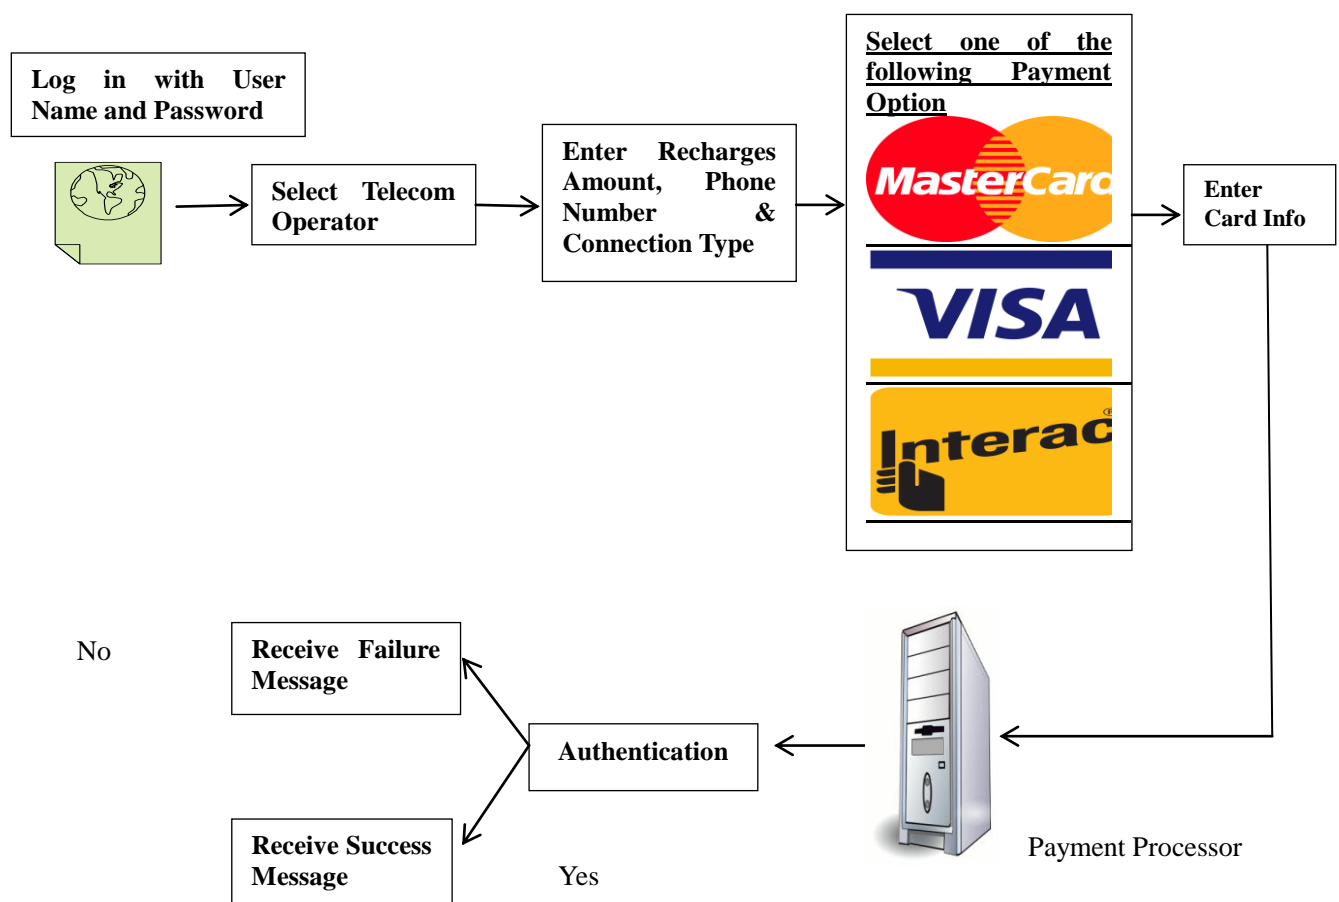 Log in with User
Name and Password
Select Telecom
Operator
Enter Recharges
Amount, Phone
Number &
Connection Type
Select one of the
following Payment
Option
MasterCard
VISA
Interac
®
Enter
Card Info
No
Receive Failure
Message
Authentication
Receive Success
Message
Yes
Payment Processor